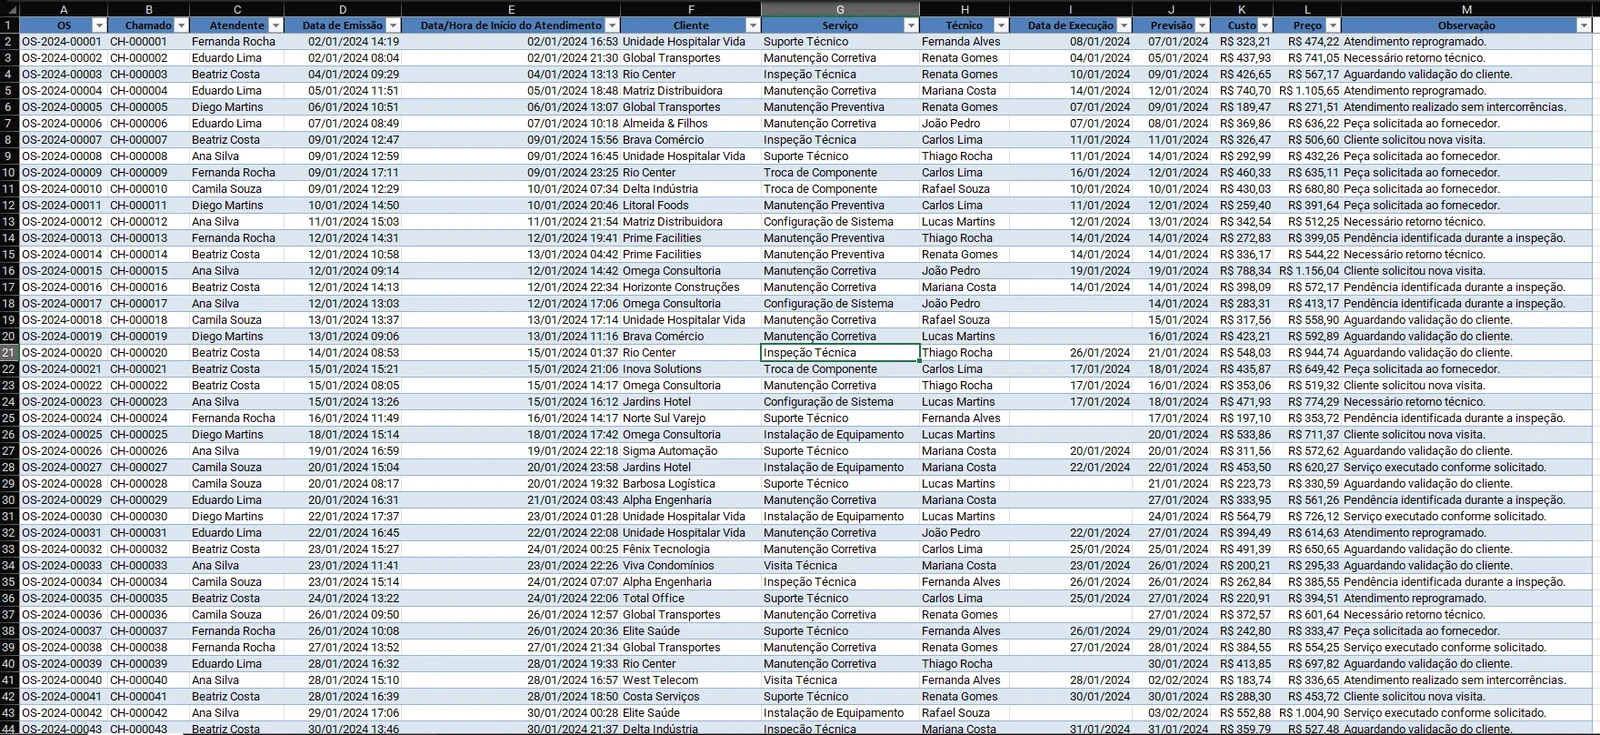 A B C D E F G H I J K L M
1 OS Chamado Atendente Data de Emissão Data/Hora de Início do Atendimento Cliente Serviço Técnico Data de Execução Previsão Custo Preço Observação
2 OS-2024-00001 CH-000001 Fernanda Rocha 02/01/2024 14:19 02/01/2024 16:53 Unidade Hospitalar Vida Suporte Técnico Fernanda Alves 08/01/2024 07/01/2024 R$ 323,21 R$ 474,22 Atendimento reprogramado.
3 OS-2024-00002 CH-000002 Eduardo Lima 02/01/2024 08:04 02/01/2024 21:30 Global Transportes Manutenção Corretiva Renata Gomes 04/01/2024 05/01/2024 R$ 437,93 R$ 741,05 Necessário retorno técnico.
4 OS-2024-00003 CH-000003 Beatriz Costa 04/01/2024 09:29 04/01/2024 13:13 Rio Center Inspeção Técnica Renata Gomes 10/01/2024 09/01/2024 R$ 426,65 R$ 567,17 Aguardando validação do cliente.
5 OS-2024-00004 CH-000004 Eduardo Lima 05/01/2024 11:51 05/01/2024 18:48 Matriz Distribuidora Manutenção Corretiva Mariana Costa 14/01/2024 12/01/2024 R$ 740,70 R$ 1.105,65 Atendimento reprogramado.
6 OS-2024-00005 CH-000005 Diego Martins 06/01/2024 10:51 06/01/2024 13:07 Global Transportes Manutenção Preventiva Renata Gomes 07/01/2024 09/01/2024 R$ 189,47 R$ 271,51 Atendimento realizado sem intercorrências.
7 OS-2024-00006 CH-000006 Eduardo Lima 07/01/2024 08:49 07/01/2024 10:18 Almeida & Filhos Manutenção Corretiva João Pedro 07/01/2024 08/01/2024 R$ 369,86 R$ 636,22 Peça solicitada ao fornecedor.
8 OS-2024-00007 CH-000007 Beatriz Costa 09/01/2024 12:47 09/01/2024 15:56 Brava Comércio Inspeção Técnica Carlos Lima 11/01/2024 11/01/2024 R$ 326,47 R$ 506,60 Cliente solicitou nova visita.
9 OS-2024-00008 CH-000008 Ana Silva 09/01/2024 12:59 09/01/2024 16:45 Unidade Hospitalar Vida Suporte Técnico Thiago Rocha 11/01/2024 14/01/2024 R$ 292,99 R$ 432,26 Peça solicitada ao fornecedor.
10 OS-2024-00009 CH-000009 Fernanda Rocha 09/01/2024 17:11 09/01/2024 23:25 Rio Center Troca de Componente Carlos Lima 16/01/2024 12/01/2024 R$ 460,33 R$ 635,11 Peça solicitada ao fornecedor.
11 OS-2024-00010 CH-000010 Camila Souza 09/01/2024 12:29 10/01/2024 07:34 Delta Indústria Troca de Componente Rafael Souza 10/01/2024 10/01/2024 R$ 430,03 R$ 680,80 Peça solicitada ao fornecedor.
12 OS-2024-00011 CH-000011 Diego Martins 10/01/2024 14:50 10/01/2024 20:46 Litoral Foods Manutenção Preventiva Carlos Lima 11/01/2024 12/01/2024 R$ 259,40 R$ 391,64 Peça solicitada ao fornecedor.
13 OS-2024-00012 CH-000012 Ana Silva 11/01/2024 15:03 11/01/2024 21:54 Matriz Distribuidora Configuração de Sistema Lucas Martins 12/01/2024 13/01/2024 R$ 342,54 R$ 512,25 Necessário retorno técnico.
14 OS-2024-00013 CH-000013 Fernanda Rocha 12/01/2024 14:31 12/01/2024 19:41 Prime Facilities Manutenção Preventiva Thiago Rocha 14/01/2024 14/01/2024 R$ 272,83 R$ 399,05 Pendência identificada durante a inspeção.
15 OS-2024-00014 CH-000014 Beatriz Costa 12/01/2024 10:58 13/01/2024 04:42 Prime Facilities Manutenção Preventiva Renata Gomes 14/01/2024 14/01/2024 R$ 336,17 R$ 544,22 Necessário retorno técnico.
16 OS-2024-00015 CH-000015 Ana Silva 12/01/2024 09:14 12/01/2024 14:42 Omega Consultoria Manutenção Corretiva João Pedro 19/01/2024 19/01/2024 R$ 788,34 R$ 1.156,04 Cliente solicitou nova visita.
17 OS-2024-00016 CH-000016 Beatriz Costa 12/01/2024 14:13 12/01/2024 22:34 Horizonte Construções Manutenção Corretiva Mariana Costa 14/01/2024 14/01/2024 R$ 398,09 R$ 572,17 Pendência identificada durante a inspeção.
18 OS-2024-00017 CH-000017 Ana Silva 12/01/2024 13:03 12/01/2024 17:06 Omega Consultoria Configuração de Sistema João Pedro 14/01/2024 R$ 283,31 R$ 413,17 Pendência identificada durante a inspeção.
19 OS-2024-00018 CH-000018 Camila Souza 13/01/2024 13:37 13/01/2024 17:14 Unidade Hospitalar Vida Manutenção Corretiva Rafael Souza 15/01/2024 R$ 317,56 R$ 558,90 Aguardando validação do cliente.
20 OS-2024-00019 CH-000019 Diego Martins 13/01/2024 09:06 13/01/2024 11:16 Brava Comércio Manutenção Corretiva Lucas Martins 16/01/2024 R$ 423,21 R$ 592,89 Aguardando validação do cliente.
21 OS-2024-00020 CH-000020 Beatriz Costa 14/01/2024 08:53 15/01/2024 01:37 Rio Center Inspeção Técnica Thiago Rocha 26/01/2024 21/01/2024 R$ 548,03 R$ 944,74 Aguardando validação do cliente.
22 OS-2024-00021 CH-000021 Beatriz Costa 15/01/2024 15:21 15/01/2024 21:06 Inova Solutions Troca de Componente Carlos Lima 17/01/2024 18/01/2024 R$ 435,87 R$ 649,42 Peça solicitada ao fornecedor.
23 OS-2024-00022 CH-000022 Beatriz Costa 15/01/2024 08:05 15/01/2024 14:17 Omega Consultoria Manutenção Corretiva Thiago Rocha 17/01/2024 16/01/2024 R$ 353,06 R$ 519,32 Cliente solicitou nova visita.
24 OS-2024-00023 CH-000023 Ana Silva 15/01/2024 13:26 15/01/2024 16:12 Jardins Hotel Configuração de Sistema Lucas Martins 17/01/2024 18/01/2024 R$ 471,93 R$ 774,29 Necessário retorno técnico.
25 OS-2024-00024 CH-000024 Fernanda Rocha 16/01/2024 11:49 16/01/2024 14:17 Norte Sul Varejo Suporte Técnico Fernanda Alves 17/01/2024 R$ 197,10 R$ 353,72 Pendência identificada durante a inspeção.
26 OS-2024-00025 CH-000025 Diego Martins 18/01/2024 15:14 18/01/2024 17:42 Omega Consultoria Instalação de Equipamento Lucas Martins 20/01/2024 R$ 533,86 R$ 711,37 Cliente solicitou nova visita.
27 OS-2024-00026 CH-000026 Ana Silva 19/01/2024 16:59 19/01/2024 22:18 Sigma Automação Suporte Técnico Mariana Costa 20/01/2024 20/01/2024 R$ 311,56 R$ 572,62 Aguardando validação do cliente.
28 OS-2024-00027 CH-000027 Camila Souza 20/01/2024 15:04 20/01/2024 23:58 Jardins Hotel Instalação de Equipamento Mariana Costa 22/01/2024 22/01/2024 R$ 453,50 R$ 620,27 Serviço executado conforme solicitado.
29 OS-2024-00028 CH-000028 Camila Souza 20/01/2024 08:17 20/01/2024 19:32 Barbosa Logística Suporte Técnico Lucas Martins 21/01/2024 R$ 223,73 R$ 330,59 Aguardando validação do cliente.
30 OS-2024-00029 CH-000029 Eduardo Lima 20/01/2024 16:31 21/01/2024 03:43 Alpha Engenharia Manutenção Corretiva Mariana Costa 27/01/2024 R$ 333,95 R$ 561,26 Pendência identificada durante a inspeção.
31 OS-2024-00030 CH-000030 Diego Martins 22/01/2024 17:37 23/01/2024 01:28 Unidade Hospitalar Vida Instalação de Equipamento Lucas Martins 24/01/2024 R$ 564,79 R$ 726,12 Serviço executado conforme solicitado.
32 OS-2024-00031 CH-000031 Eduardo Lima 22/01/2024 16:45 22/01/2024 22:08 Unidade Hospitalar Vida Manutenção Corretiva João Pedro 22/01/2024 27/01/2024 R$ 394,49 R$ 614,63 Atendimento reprogramado.
33 OS-2024-00032 CH-000032 Beatriz Costa 23/01/2024 15:27 24/01/2024 00:25 Fênix Tecnologia Manutenção Corretiva Carlos Lima 25/01/2024 25/01/2024 R$ 491,39 R$ 650,65 Aguardando validação do cliente.
34 OS-2024-00033 CH-000033 Ana Silva 23/01/2024 11:41 23/01/2024 22:26 Viva Condomínios Visita Técnica Mariana Costa 23/01/2024 26/01/2024 R$ 200,21 R$ 295,33 Aguardando validação do cliente.
35 OS-2024-00034 CH-000034 Camila Souza 23/01/2024 15:14 24/01/2024 07:07 Alpha Engenharia Inspeção Técnica Fernanda Alves 26/01/2024 26/01/2024 R$ 262,84 R$ 385,55 Pendência identificada durante a inspeção.
36 OS-2024-00035 CH-000035 Beatriz Costa 24/01/2024 13:22 24/01/2024 22:06 Total Office Suporte Técnico Carlos Lima 25/01/2024 27/01/2024 R$ 220,91 R$ 394,51 Atendimento reprogramado.
37 OS-2024-00036 CH-000036 Camila Souza 26/01/2024 09:50 26/01/2024 12:57 Global Transportes Manutenção Corretiva Renata Gomes 27/01/2024 R$ 372,57 R$ 601,64 Necessário retorno técnico.
38 OS-2024-00037 CH-000037 Fernanda Rocha 26/01/2024 10:08 26/01/2024 20:36 Elite Saúde Suporte Técnico Fernanda Alves 26/01/2024 29/01/2024 R$ 242,80 R$ 333,47 Peça solicitada ao fornecedor.
39 OS-2024-00038 CH-000038 Fernanda Rocha 27/01/2024 13:52 27/01/2024 21:34 Global Transportes Manutenção Corretiva Renata Gomes 27/01/2024 28/01/2024 R$ 384,55 R$ 554,25 Serviço executado conforme solicitado.
40 OS-2024-00039 CH-000039 Eduardo Lima 28/01/2024 16:32 28/01/2024 19:33 Rio Center Manutenção Corretiva Thiago Rocha 30/01/2024 R$ 413,85 R$ 697,82 Aguardando validação do cliente.
41 OS-2024-00040 CH-000040 Ana Silva 28/01/2024 15:10 28/01/2024 16:57 West Telecom Visita Técnica Fernanda Alves 28/01/2024 02/02/2024 R$ 183,74 R$ 336,65 Atendimento realizado sem intercorrências.
42 OS-2024-00041 CH-000041 Beatriz Costa 28/01/2024 16:39 28/01/2024 18:50 Costa Serviços Suporte Técnico Renata Gomes 30/01/2024 30/01/2024 R$ 288,30 R$ 453,72 Cliente solicitou nova visita.
43 OS-2024-00042 CH-000042 Ana Silva 29/01/2024 17:06 30/01/2024 00:28 Elite Saúde Instalação de Equipamento Rafael Souza 03/02/2024 R$ 552,88 R$ 1.004,90 Serviço executado conforme solicitado.
44 OS-2024-00043 CH-000043 Beatriz Costa 30/01/2024 13:46 30/01/2024 21:37 Delta Indústria Inspeção Técnica Fernanda Alves 31/01/2024 31/01/2024 R$ 359,79 R$ 527,48 Aguardando validação do cliente.